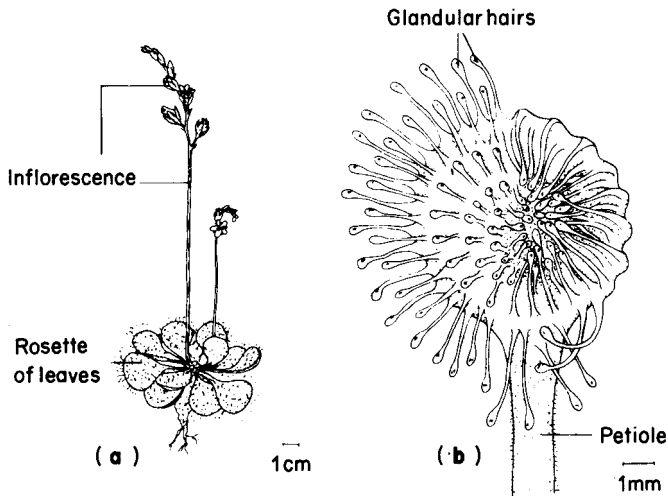 Glandular hairs
Inflorescence
Rosette
of leaves
(a)
1cm
Petiole
(b)
1mm